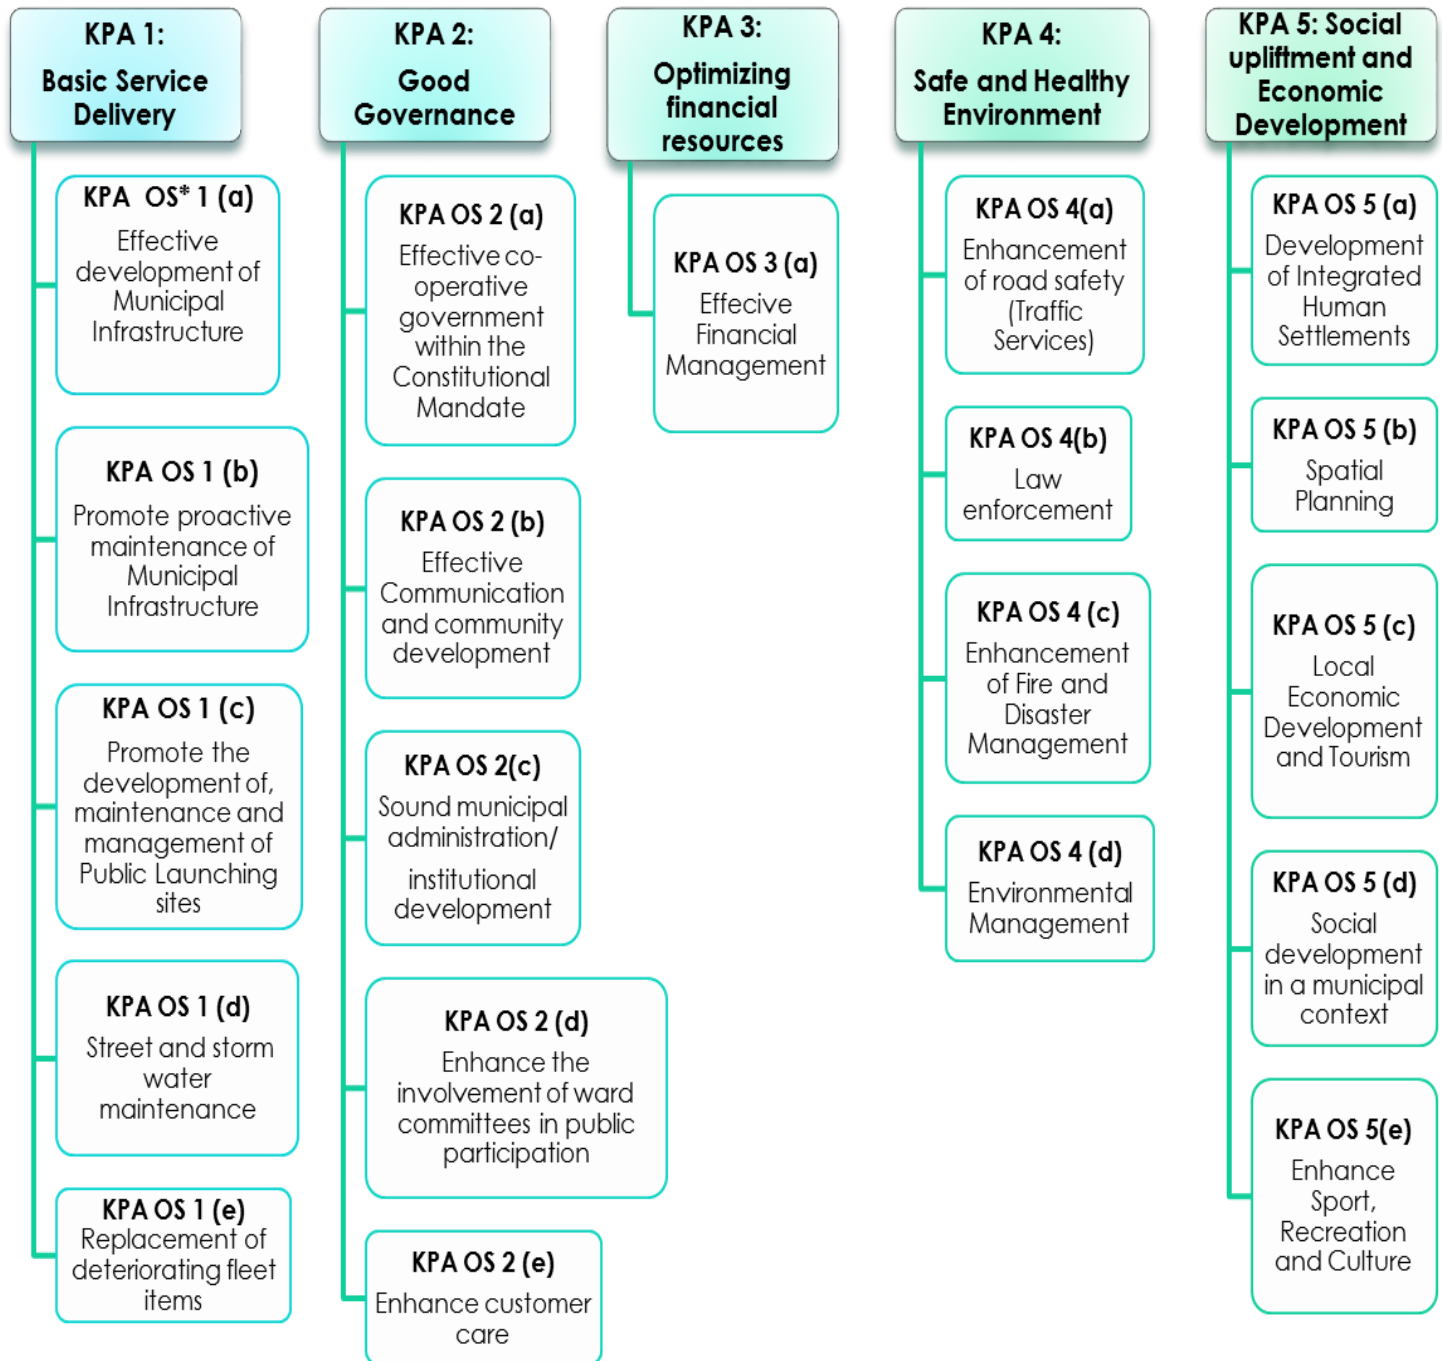 KPA 1:
Basic Service
Delivery
KPA OS* 1 (a)
Effective
development of
Municipal
Infrastructure
KPA OS 1 (b)
Promote proactive
maintenance of
Municipal
Infrastructure
KPA OS 1 (c)
Promote the
development of,
maintenance and
management of
Public Launching
sites
KPA OS 1 (d)
Street and storm
water
maintenance
KPA OS 1 (e)
Replacement of
deteriorating fleet
items
KPA 2:
Good
Governance
KPA OS 2 (a)
Effective co-
operative
government
within the
Constitutional
Mandate
KPA OS 2 (b)
Effective
Communication
and community
development
KPA OS 2(c)
Sound municipal
administration/
institutional
development
KPA OS 2 (d)
Enhance the
involvement of ward
committees in public
participation
KPA OS 2 (e)
Enhance customer
care
KPA 3:
Optimizing
financial
resources
KPA OS 3 (a)
Effecive
Financial
Management
KPA 4:
Safe and Healthy
Environment
KPA OS 4(a)
Enhancement
of road safety
(Traffic
Services)
KPA OS 4(b)
Law
enforcement
KPA OS 4 (c)
Enhancement
of Fire and
Disaster
Management
KPA OS 4 (d)
Environmental
Management
KPA 5: Social
upliftment and
Economic
Development
KPA OS 5 (a)
Development
of Integrated
Human
Settlements
KPA OS 5 (b)
Spatial
Planning
KPA OS 5 (c)
Local
Economic
Development
and Tourism
KPA OS 5 (d)
Social
development
in a municipal
context
KPA OS 5(e)
Enhance
Sport,
Recreation
and Culture